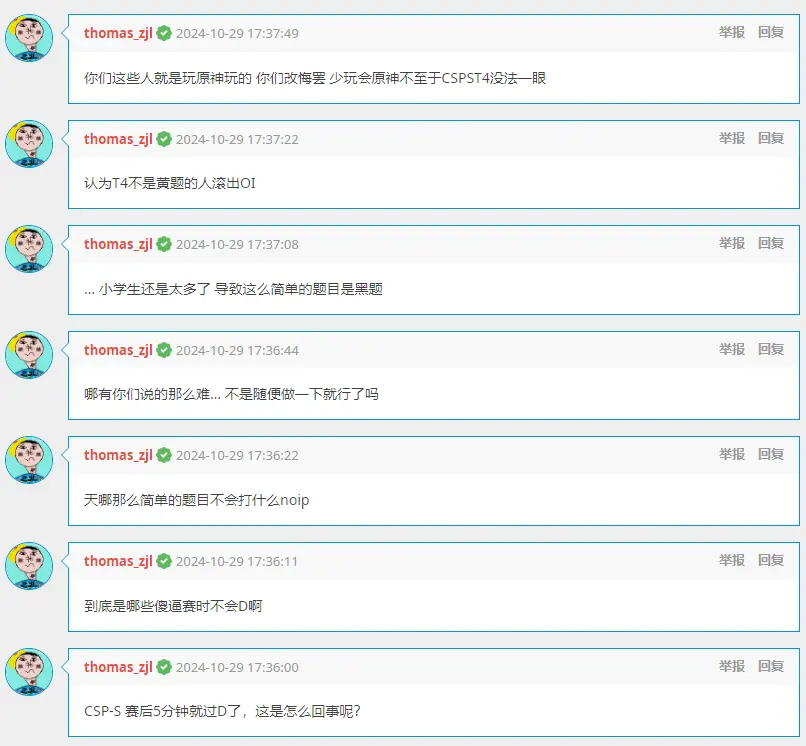 thomas_zjl 2024-10-29 17:37:49 举报 回复
你们这些人就是玩原神玩的 你们改悔罢 少玩会原神不至于CSPST4没法一眼
thomas_zjl 2024-10-29 17:37:22 举报 回复
认为T4不是黄题的人滚出OI
thomas_zjl 2024-10-29 17:37:08 举报 回复
... 小学生还是太多了 导致这么简单的题目是黑题
thomas_zjl 2024-10-29 17:36:44 举报 回复
哪有你们说的那么难... 不是随便做一下就行了吗
thomas_zjl 2024-10-29 17:36:22 举报 回复
天哪那么简单的题目不会打什么noip
thomas_zjl 2024-10-29 17:36:11 举报 回复
到底是哪些傻逼赛时不会D啊
thomas_zjl 2024-10-29 17:36:00 举报 回复
CSP-S 赛后5分钟就过D了，这是怎么回事呢？